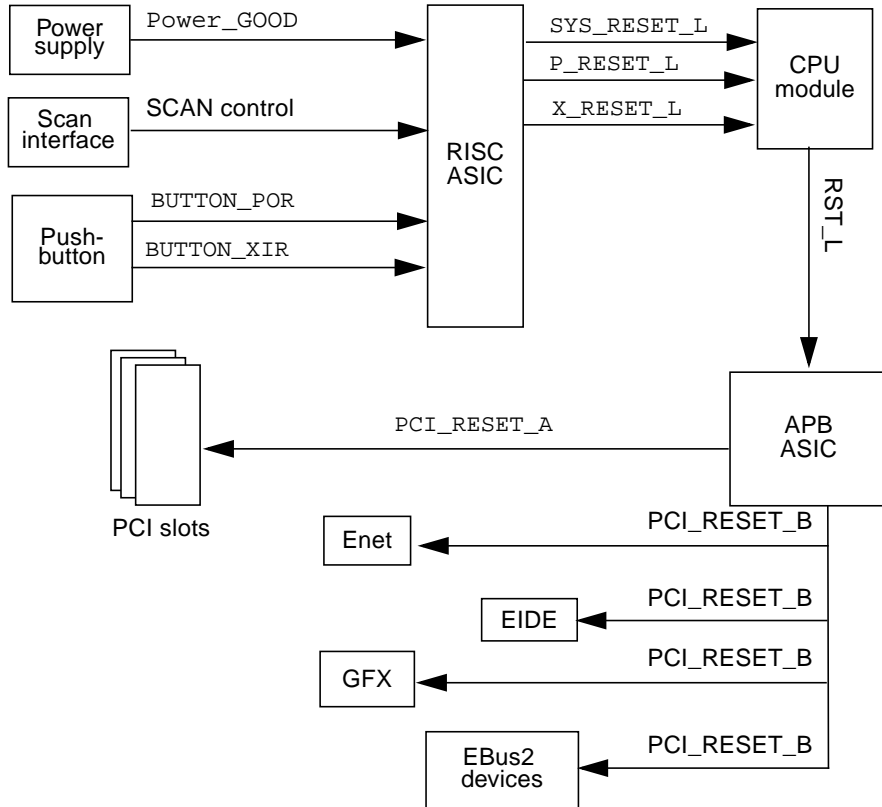 Power
supply
Power_GOOD
SYS_RESET_L
P_RESET_L
X_RESET_L
CPU
module
Scan
interface
SCAN control
RISC
ASIC
Push-
button
BUTTON_POR
BUTTON_XIR
RST_L
PCI_RESET_A
APB
ASIC
PCI slots
PCI_RESET_B
Enet
PCI_RESET_B
EIDE
PCI_RESET_B
GFX
PCI_RESET_B
EBus2
devices